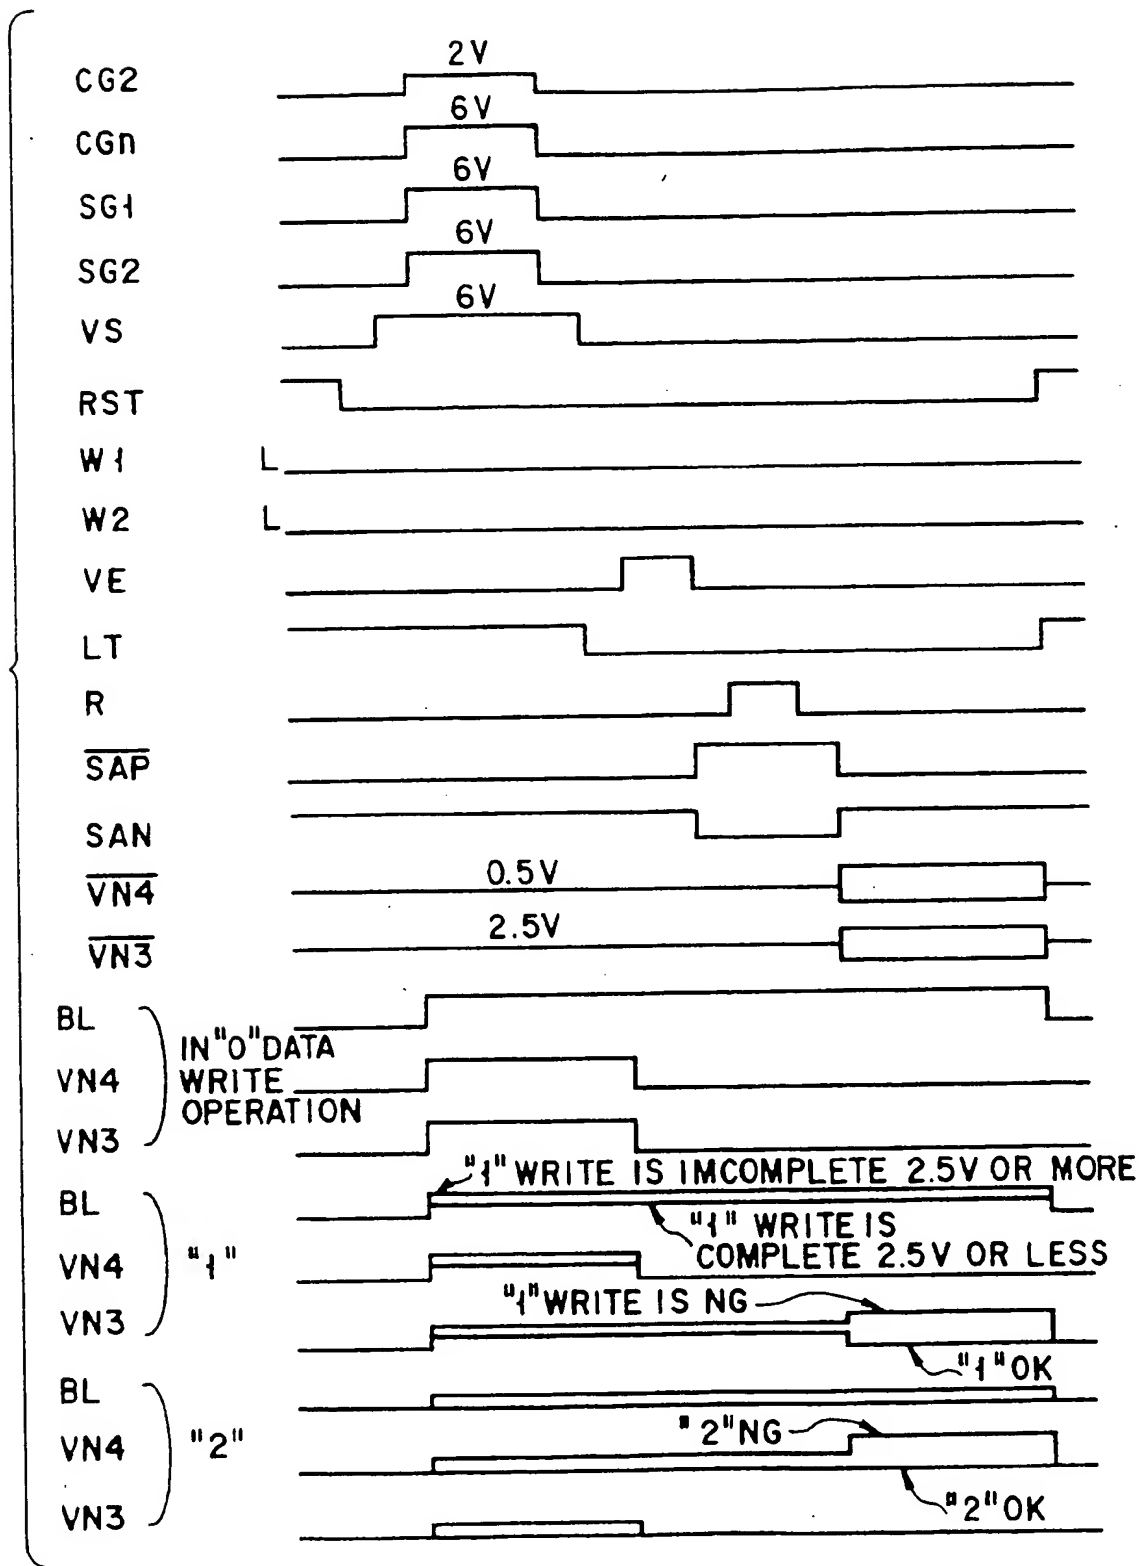 CG2 2V
CGn 6V
SG1 6V
SG2 6V
VS 6V
RST
W1 L
W2 L
VE
LT
R
S̅A̅P̅
SAN
V̅N̅4̅ 0.5V
V̅N̅3̅ 2.5V
BL
VN4
VN3
IN "0" DATA
WRITE
OPERATION
"1" WRITE IS IMCOMPLETE 2.5V OR MORE
BL
"1" WRITE IS
COMPLETE 2.5V OR LESS
VN4 "1"
"1" WRITE IS NG
VN3
"1" OK
BL
VN4 "2"
"2" NG
"2" OK
VN3